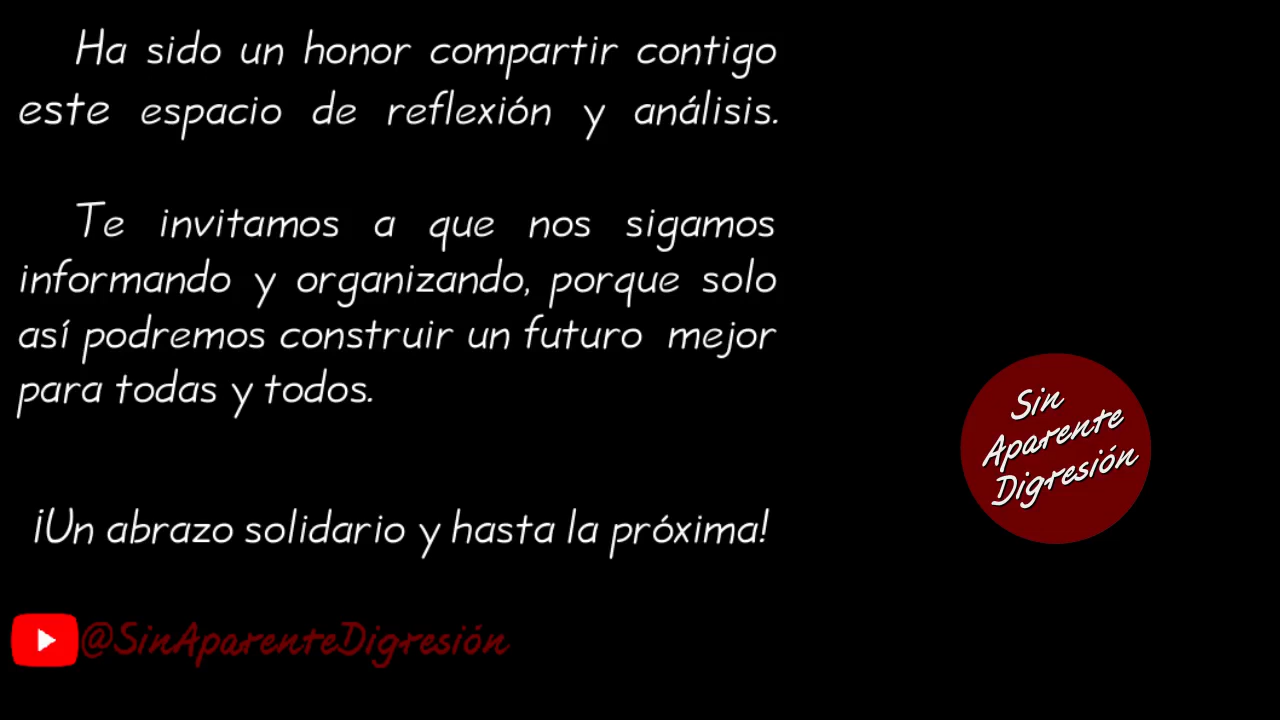 Ha sido un honor compartir contigo
este espacio de reflexión y análisis.
Te invitamos a que nos sigamos
informando y organizando, porque solo
así podremos construir un futuro mejor
para todas y todos.
¡Un abrazo solidario y hasta la próxima!
@SinAparenteDigresión
Sin
Aparente
Digresión